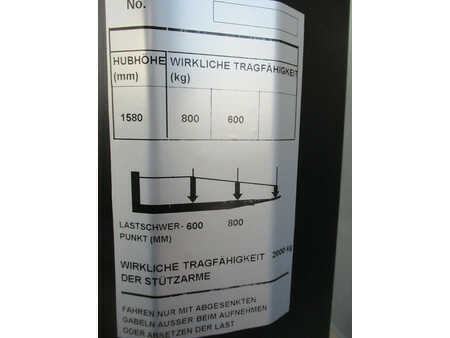 No.
HUBHÖHE WIRKLICHE TRAGFÄHIGKEIT
(mm) (kg)
1580 800 600
LASTSCHWER- 600 800
PUNKT (MM)
WIRKLICHE TRAGFÄHIGKEIT 2000 kg
DER STÜTZARME
FAHREN NUR MIT ABGESENKTEN
GABELN AUSSER BEIM AUFNEHMEN
ODER ABSETZEN DER LAST